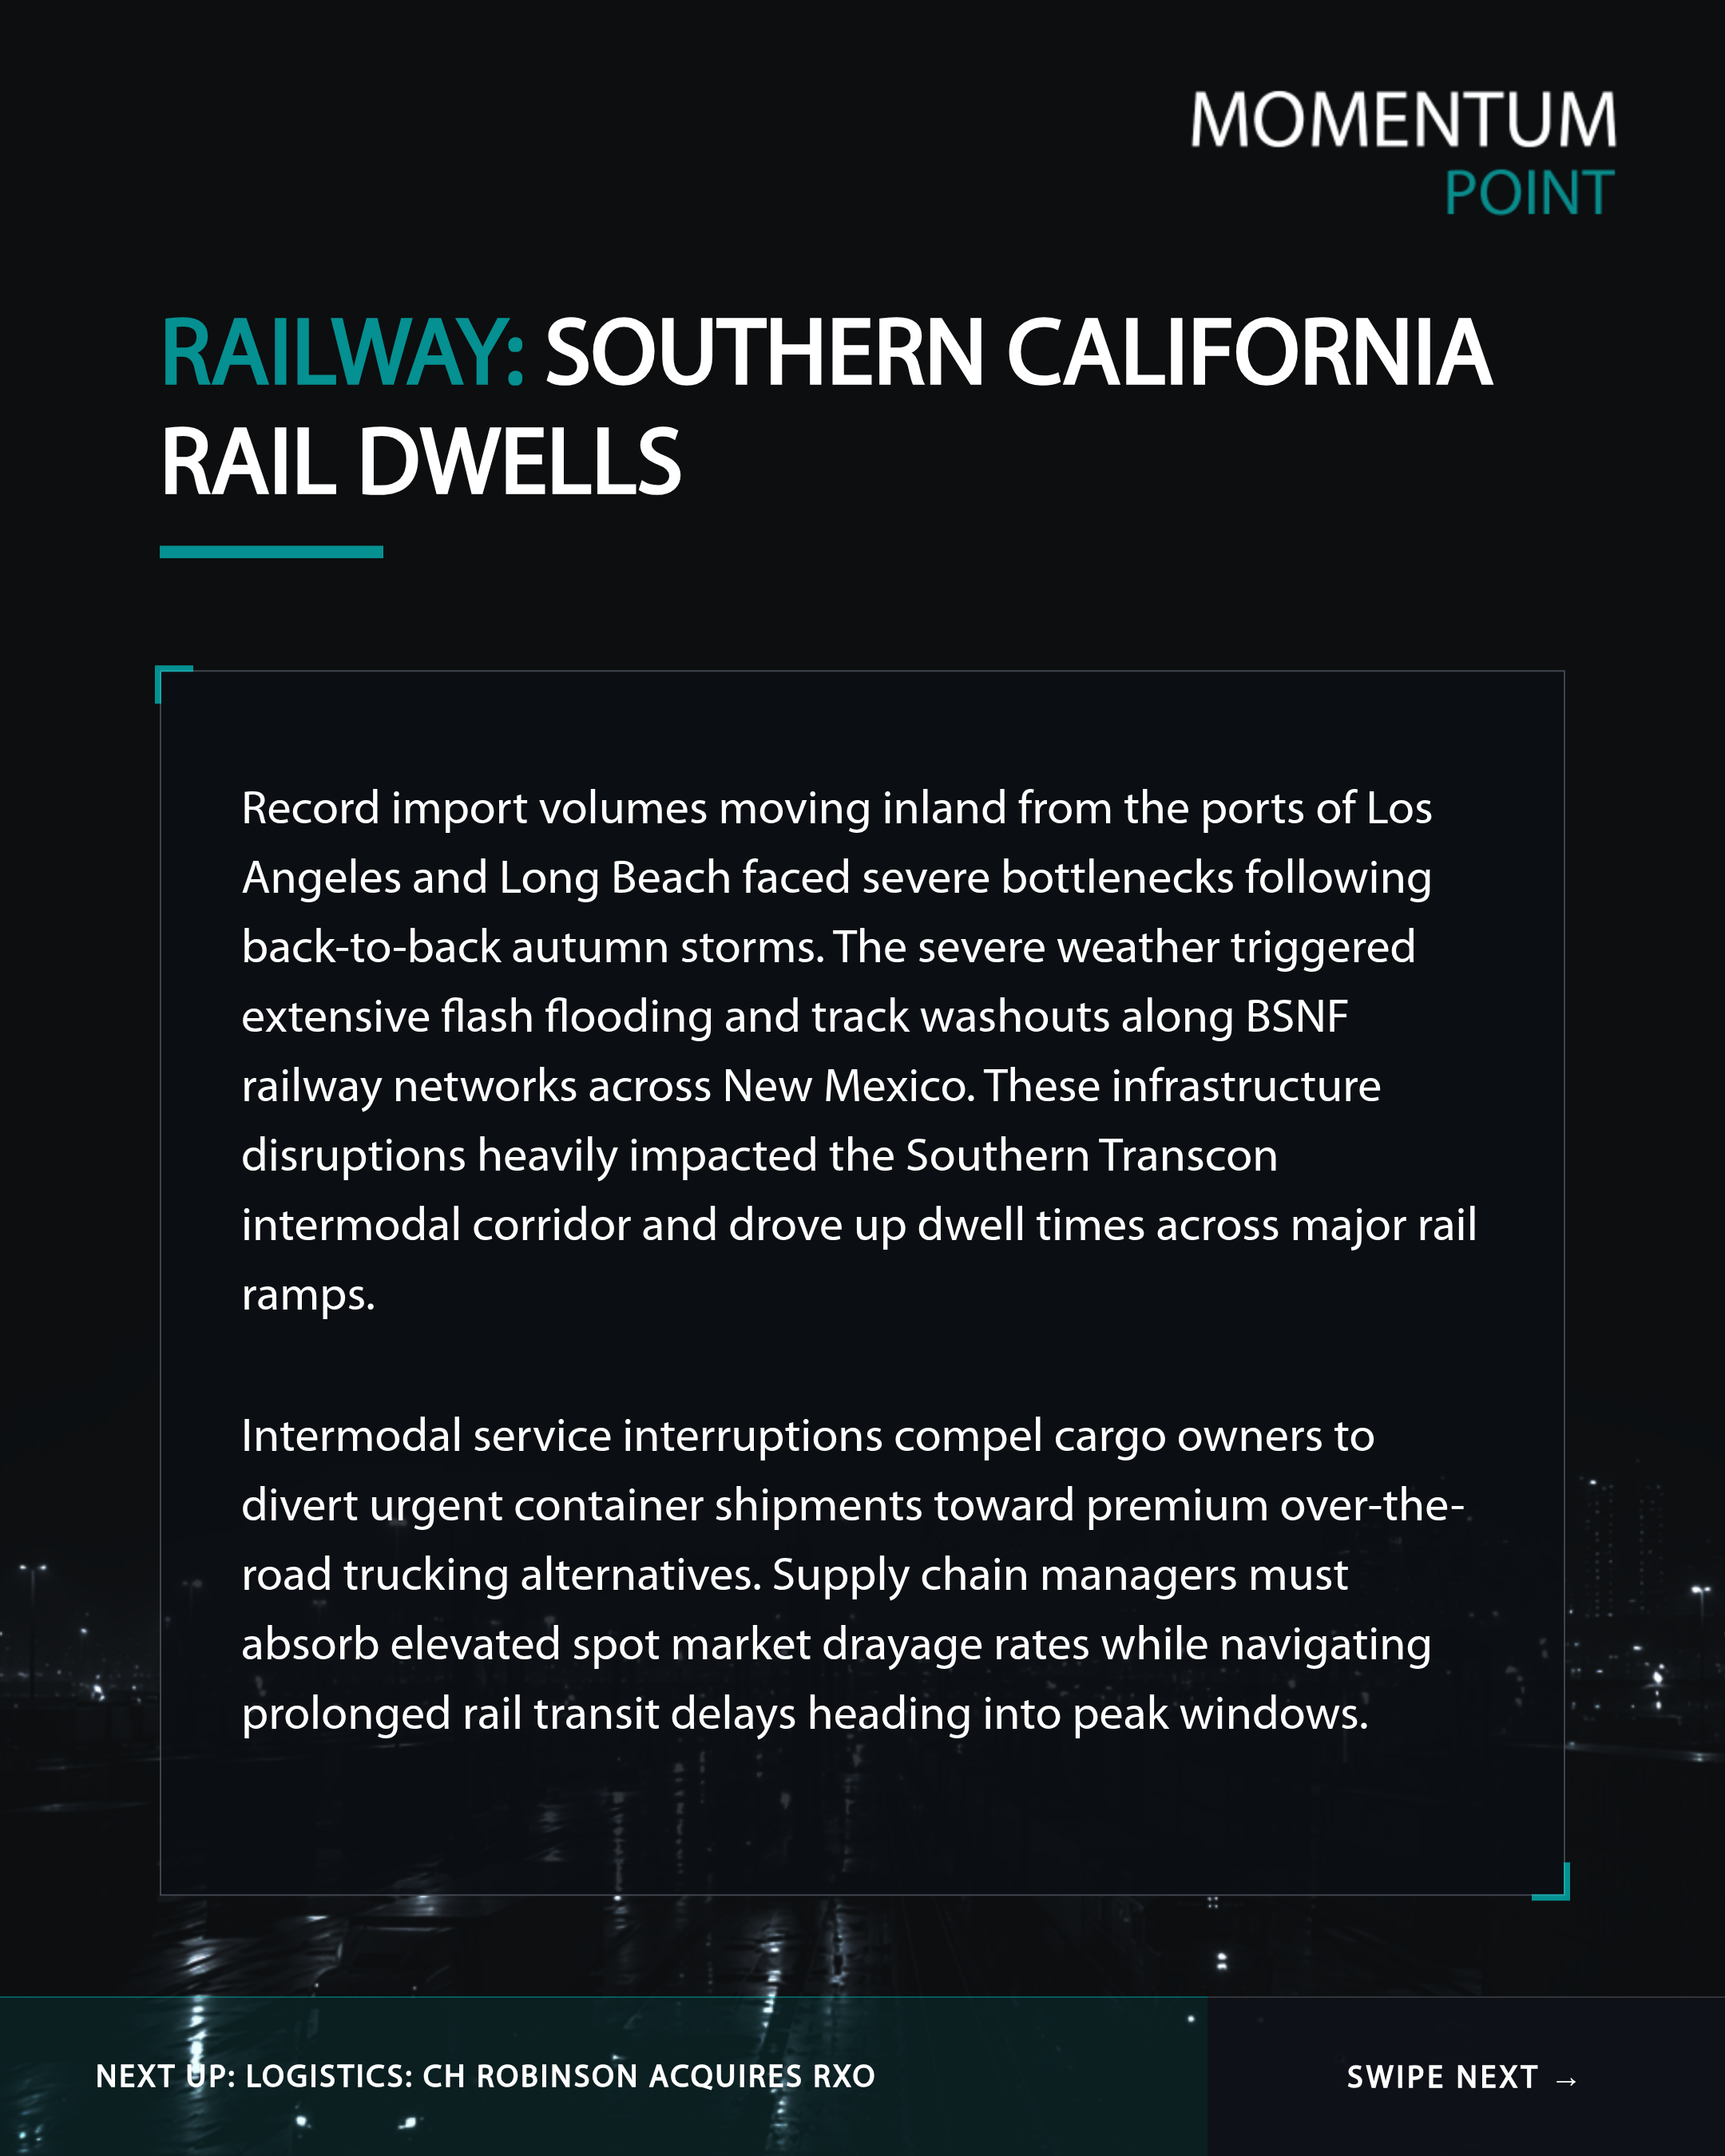 MOMENTUM
POINT
RAILWAY: SOUTHERN CALIFORNIA
RAIL DWELLS
Record import volumes moving inland from the ports of Los
Angeles and Long Beach faced severe bottlenecks following
back-to-back autumn storms. The severe weather triggered
extensive flash flooding and track washouts along BSNF
railway networks across New Mexico. These infrastructure
disruptions heavily impacted the Southern Transcon
intermodal corridor and drove up dwell times across major rail
ramps.
Intermodal service interruptions compel cargo owners to
divert urgent container shipments toward premium over-the-
road trucking alternatives. Supply chain managers must
absorb elevated spot market drayage rates while navigating
prolonged rail transit delays heading into peak windows.
NEXT UP: LOGISTICS: CH ROBINSON ACQUIRES RXO
SWIPE NEXT →